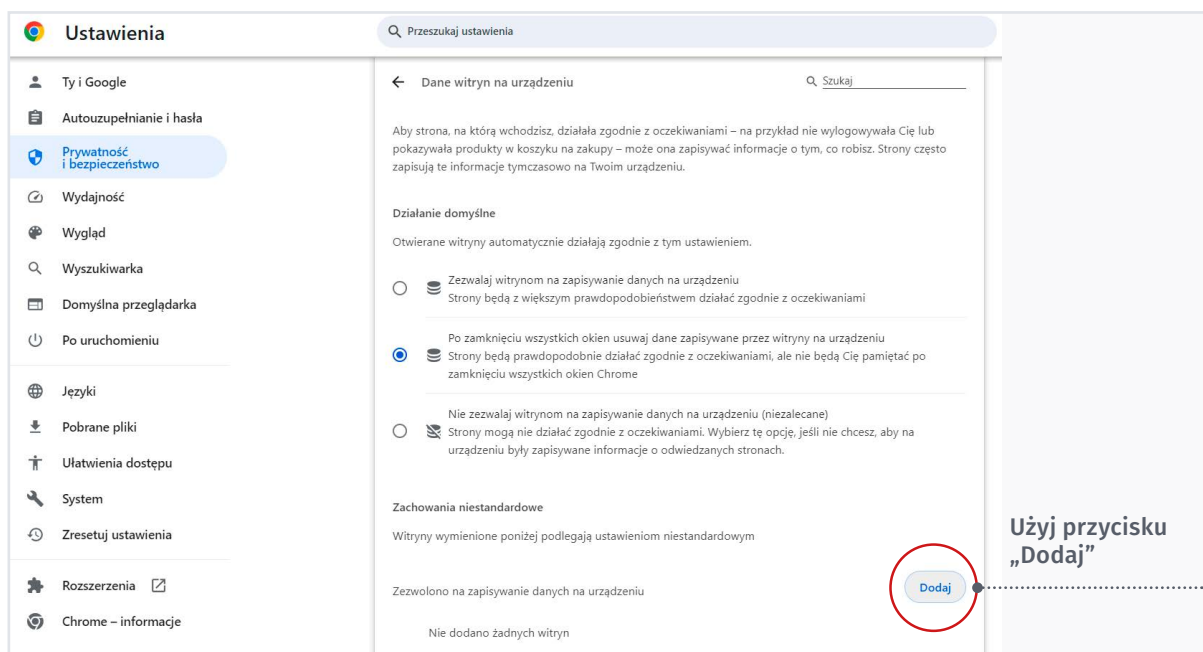 Ustawienia
Przeszukaj ustawienia
Ty i Google
Autouzupełnianie i hasła
Prywatność
i bezpieczeństwo
Wydajność
Wygląd
Wyszukiwarka
Domyślna przeglądarka
Po uruchomieniu
Języki
Pobrane pliki
Ułatwienia dostępu
System
Zresetuj ustawienia
Rozszerzenia
Chrome – informacje
Dane witryn na urządzeniu
Szukaj
Aby strona, na którą wchodzisz, działała zgodnie z oczekiwaniami – na przykład nie wylogowywała Cię lub
pokazywała produkty w koszyku na zakupy – może ona zapisywać informacje o tym, co robisz. Strony często
zapisują te informacje tymczasowo na Twoim urządzeniu.
Działanie domyślne
Otwierane witryny automatycznie działają zgodnie z tym ustawieniem.
Zezwalaj witrynom na zapisywanie danych na urządzeniu
Strony będą z większym prawdopodobieństwem działać zgodnie z oczekiwaniami
Po zamknięciu wszystkich okien usuwaj dane zapisywane przez witryny na urządzeniu
Strony będą prawdopodobnie działać zgodnie z oczekiwaniami, ale nie będą Cię pamiętać po
zamknięciu wszystkich okien Chrome
Nie zezwalaj witrynom na zapisywanie danych na urządzeniu (niezalecane)
Strony mogą nie działać zgodnie z oczekiwaniami. Wybierz tę opcję, jeśli nie chcesz, aby na
urządzeniu były zapisywane informacje o odwiedzanych stronach.
Zachowania niestandardowe
Witryny wymienione poniżej podlegają ustawieniom niestandardowym
Zezwolono na zapisywanie danych na urządzeniu
Dodaj
Nie dodano żadnych witryn
Użyj przycisku
„Dodaj”